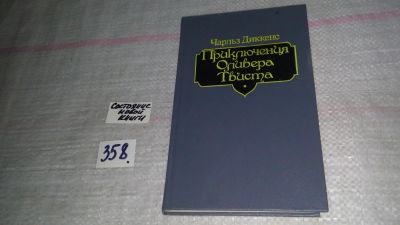 Чарльз Диккенс
Приключения
Оливера
Твиста
Состояние
новой
книги
358.